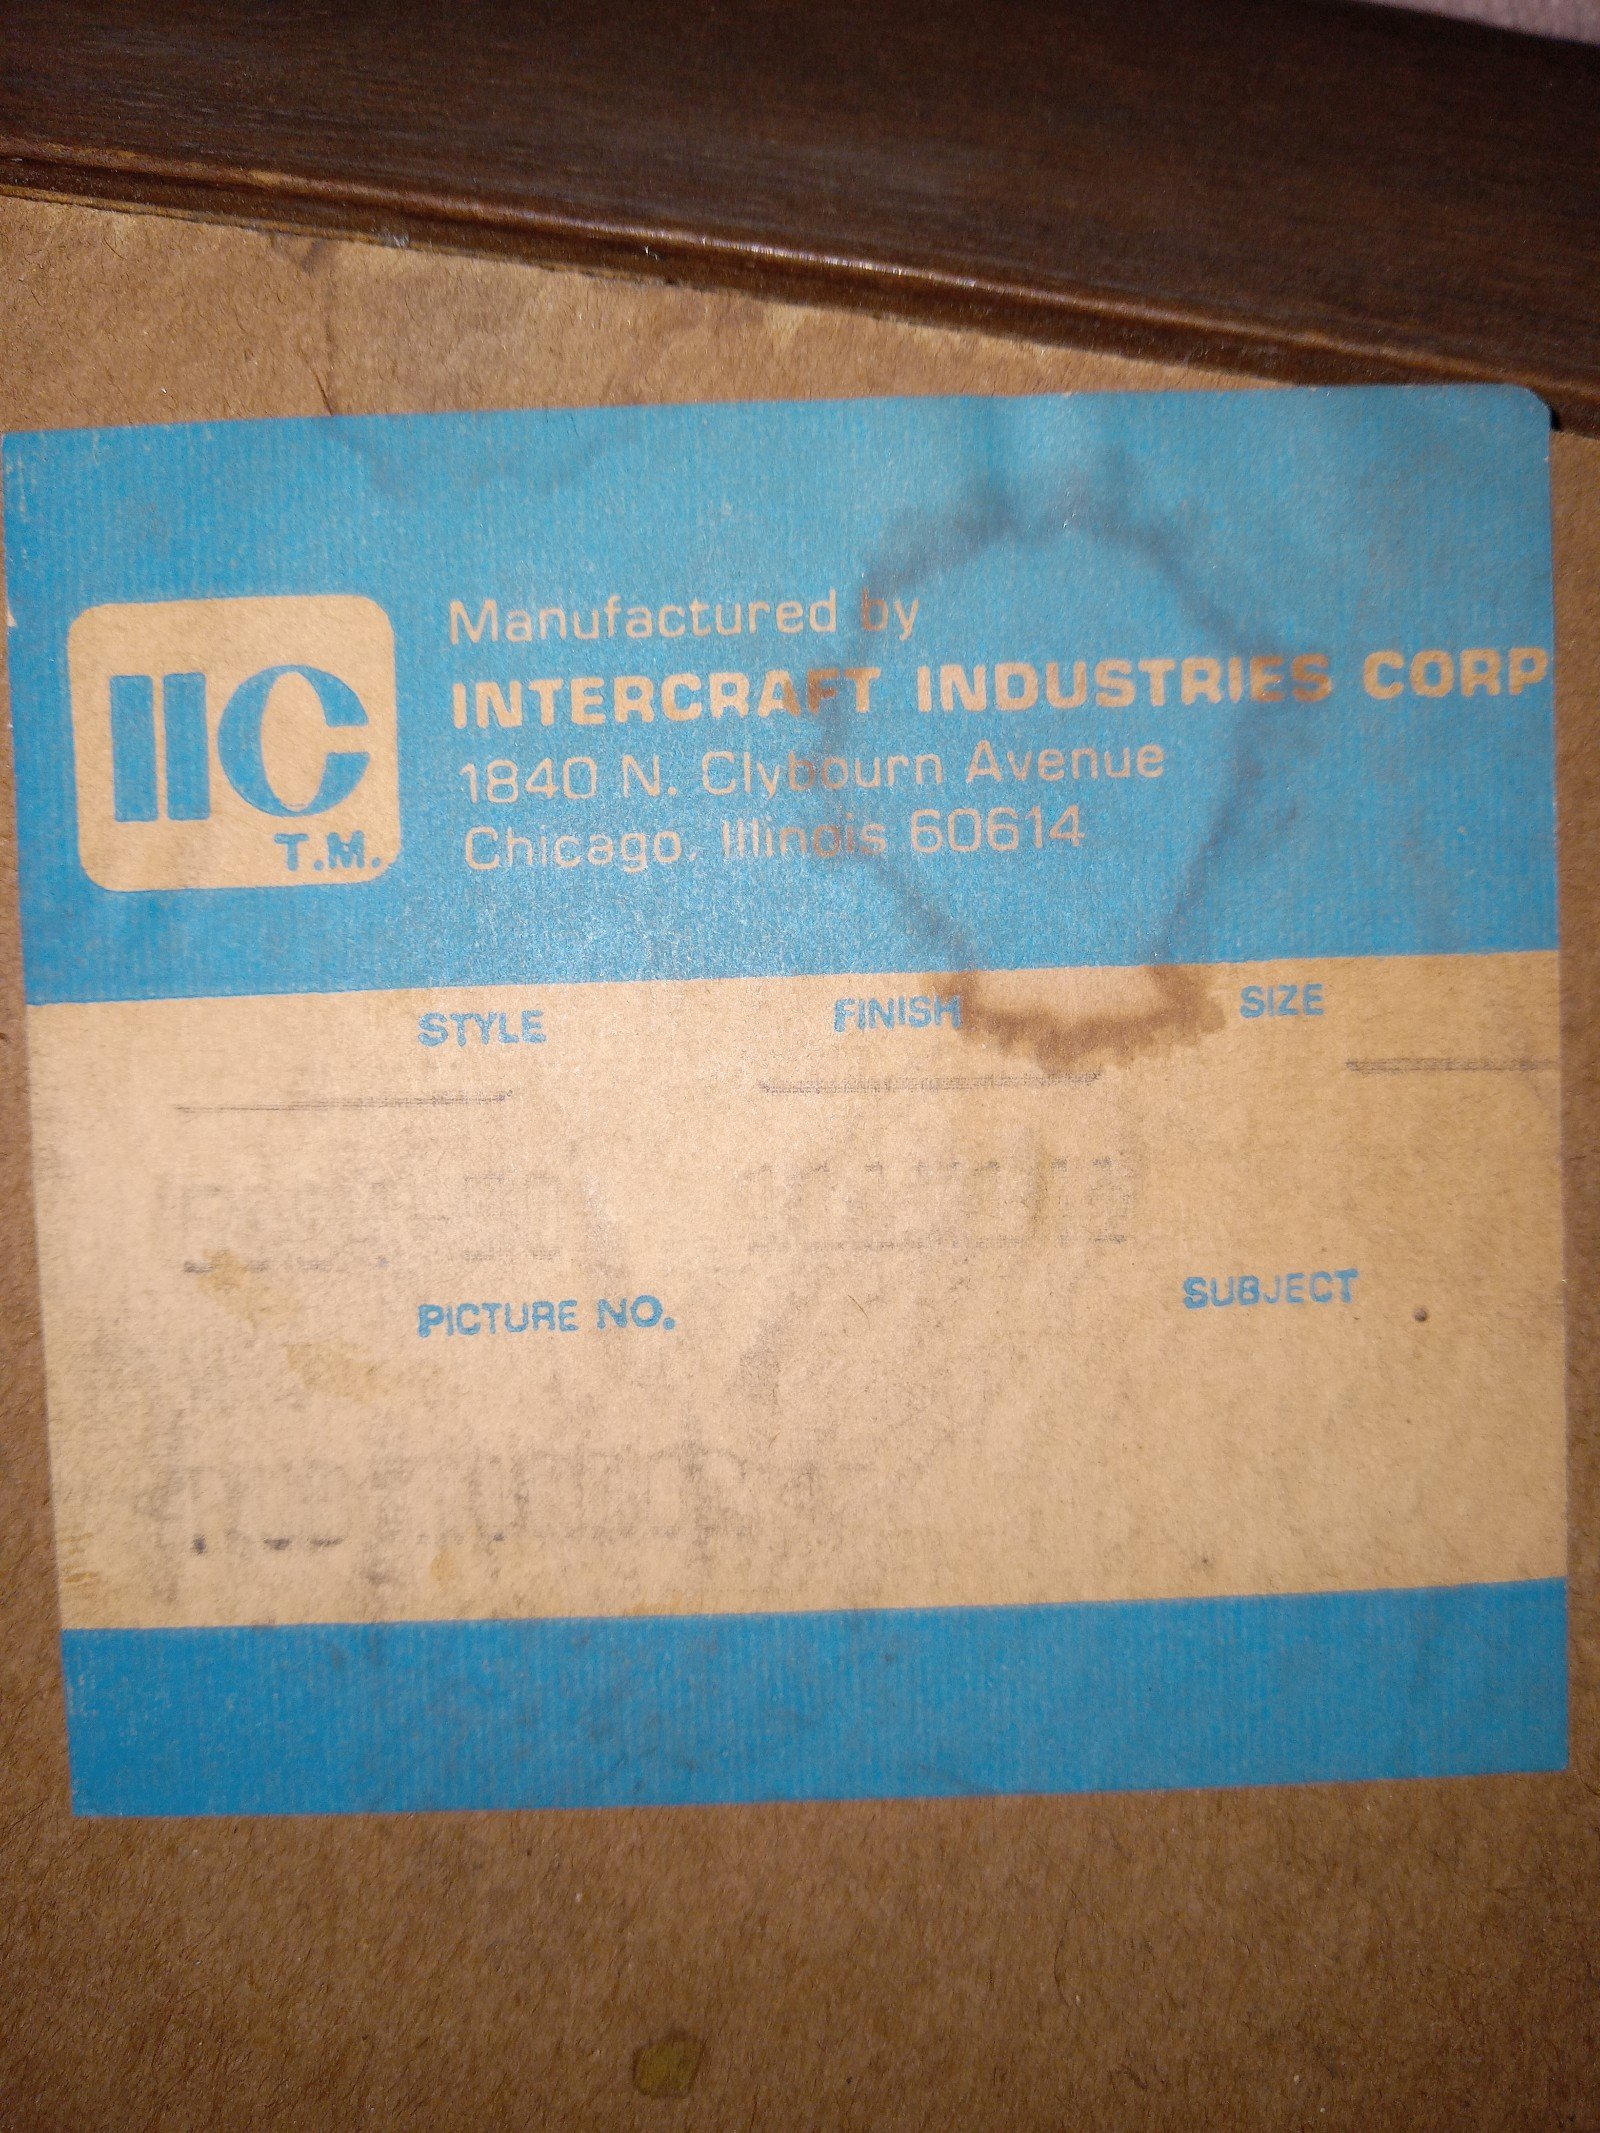 IIC
T.M.
Manufactured by
INTERCRAFT INDUSTRIES CORP
1840 N. Clybourn Avenue
Chicago, Illinois 60614
STYLE FINISH SIZE
PICTURE NO. SUBJECT